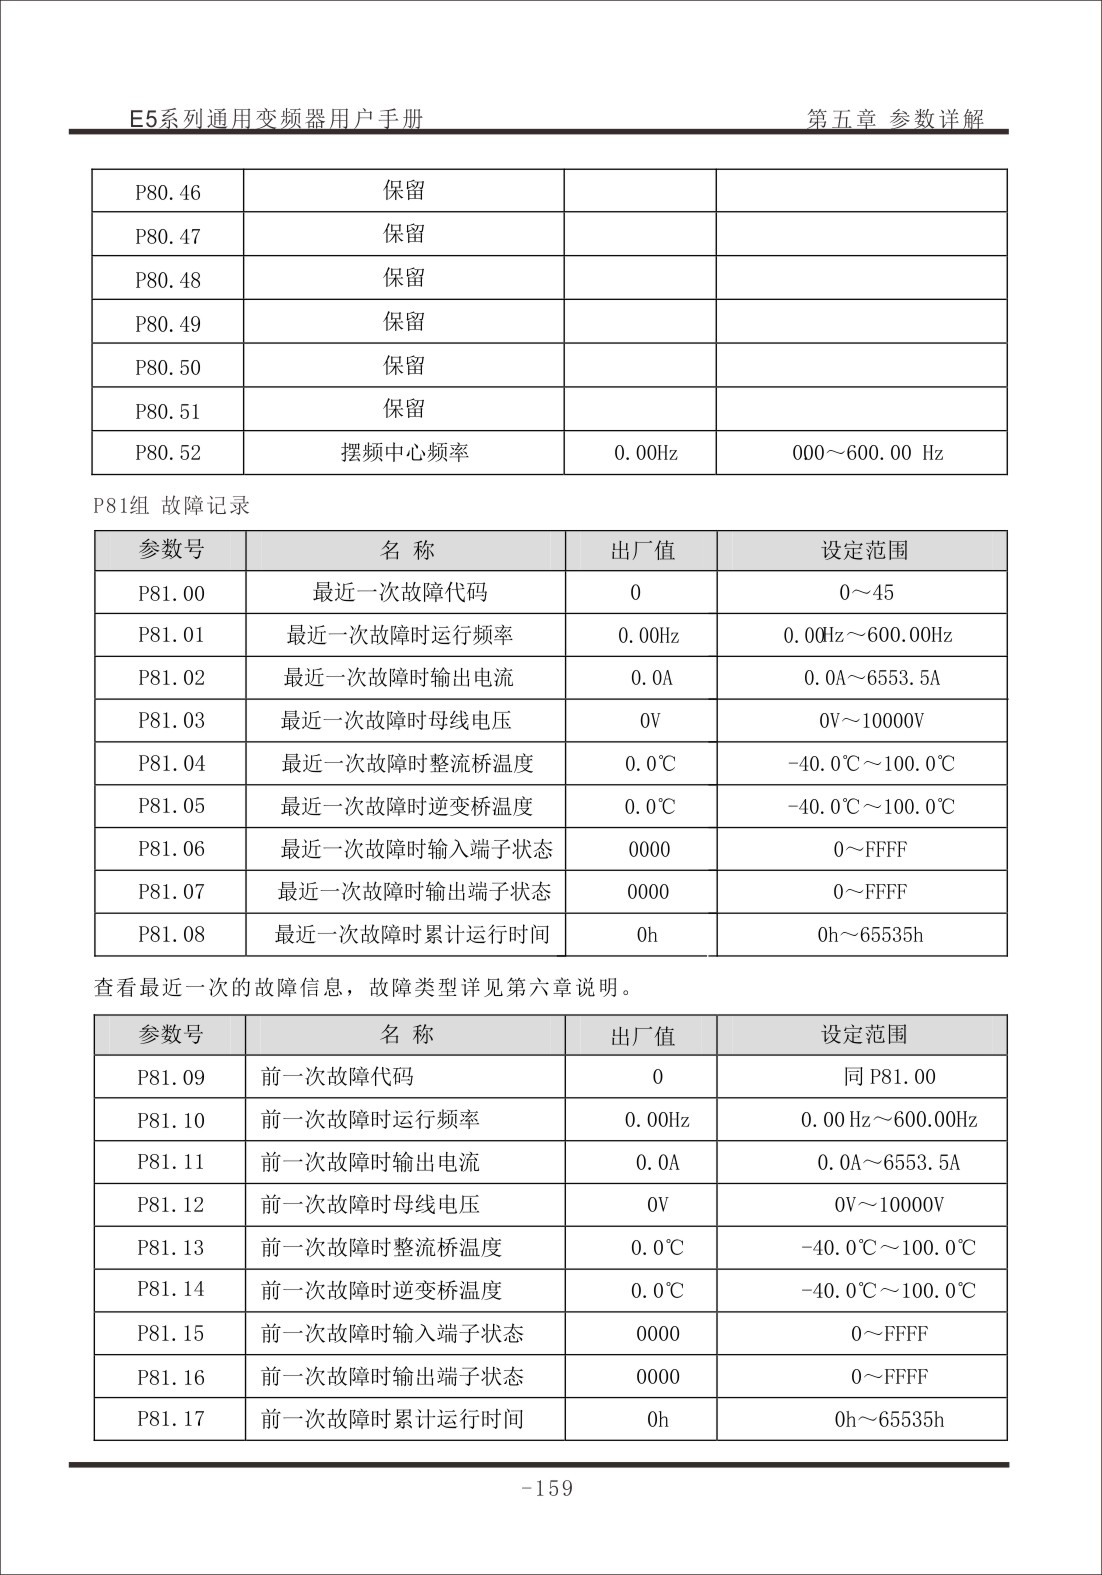 E5系列通用变频器用户手册 第五章 参数详解
P80.46 保留
P80.47 保留
P80.48 保留
P80.49 保留
P80.50 保留
P80.51 保留
P80.52 摆频中心频率 0.00Hz 000～600.00 Hz
P81组 故障记录
参数号 名 称 出厂值 设定范围
P81.00 最近一次故障代码 0 0～45
P81.01 最近一次故障时运行频率 0.00Hz 0.00Hz～600.00Hz
P81.02 最近一次故障时输出电流 0.0A 0.0A～6553.5A
P81.03 最近一次故障时母线电压 0V 0V～10000V
P81.04 最近一次故障时整流桥温度 0.0℃ -40.0℃～100.0℃
P81.05 最近一次故障时逆变桥温度 0.0℃ -40.0℃～100.0℃
P81.06 最近一次故障时输入端子状态 0000 0～FFFF
P81.07 最近一次故障时输出端子状态 0000 0～FFFF
P81.08 最近一次故障时累计运行时间 0h 0h～65535h
查看最近一次的故障信息，故障类型详见第六章说明。
参数号 名 称 出厂值 设定范围
P81.09 前一次故障代码 0 同 P81.00
P81.10 前一次故障时运行频率 0.00Hz 0.00 Hz～600.00Hz
P81.11 前一次故障时输出电流 0.0A 0.0A～6553.5A
P81.12 前一次故障时母线电压 0V 0V～10000V
P81.13 前一次故障时整流桥温度 0.0℃ -40.0℃～100.0℃
P81.14 前一次故障时逆变桥温度 0.0℃ -40.0℃～100.0℃
P81.15 前一次故障时输入端子状态 0000 0～FFFF
P81.16 前一次故障时输出端子状态 0000 0～FFFF
P81.17 前一次故障时累计运行时间 0h 0h～65535h
-159